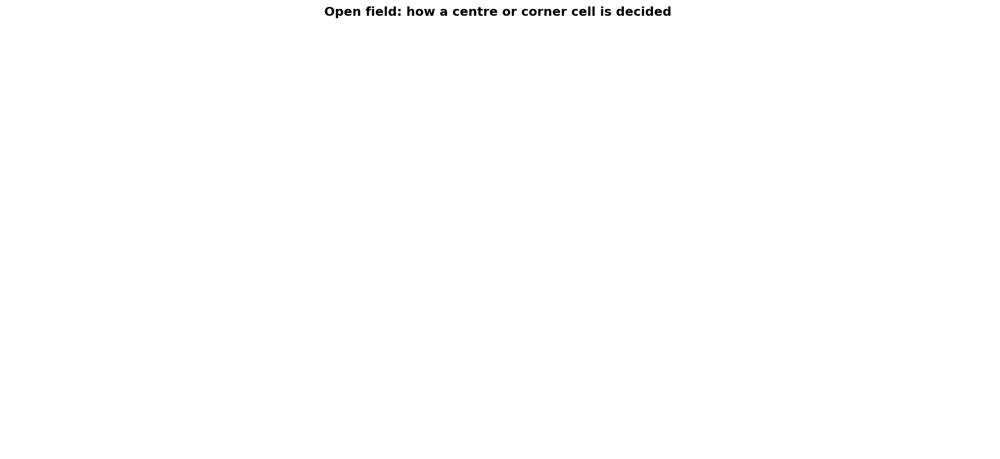 Open field: how a centre or corner cell is decided